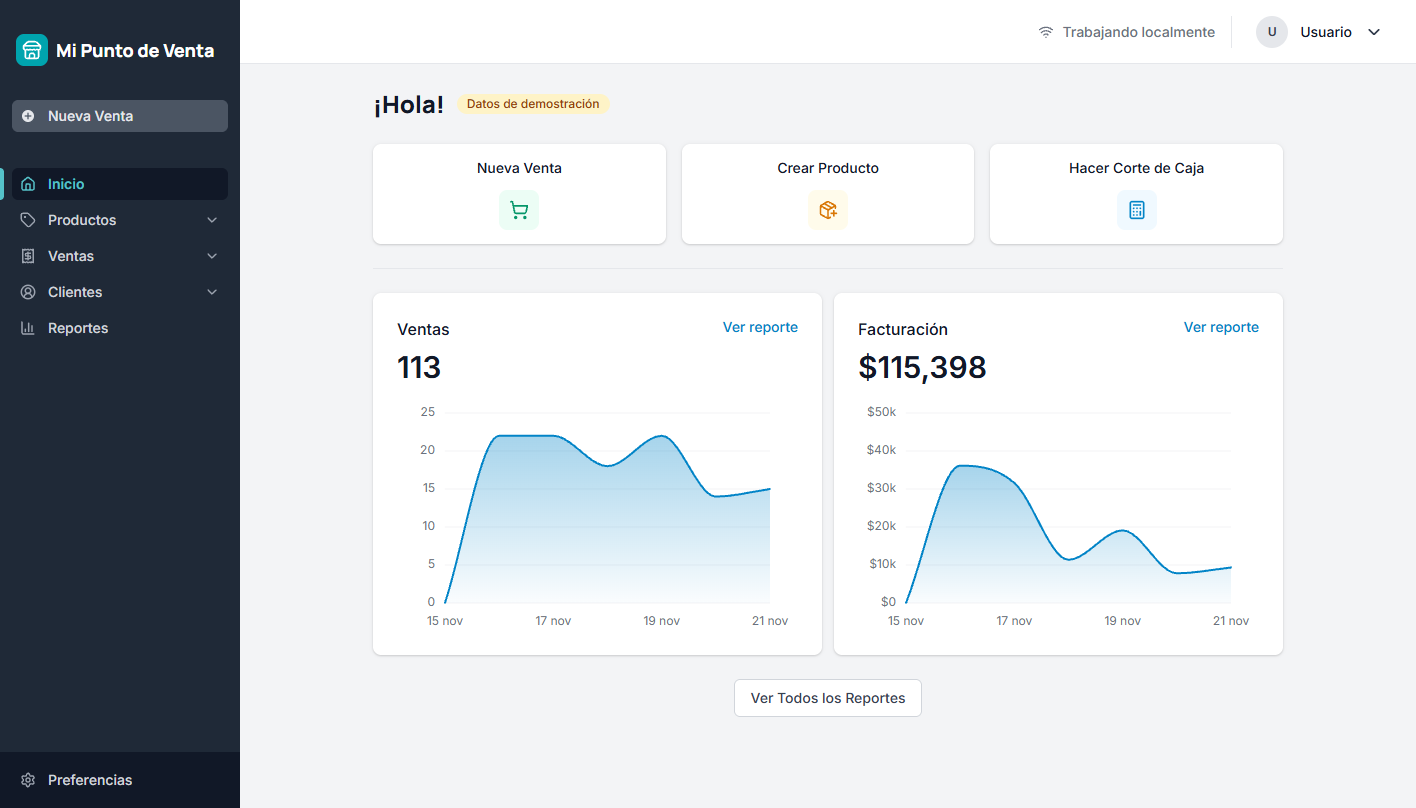 Mi Punto de Venta
Nueva Venta
Inicio
Productos
Ventas
Clientes
Reportes
Preferencias
Trabajando localmente
U
Usuario
¡Hola!
Datos de demostración
Nueva Venta
Crear Producto
Hacer Corte de Caja
Ventas
Ver reporte
113
25
20
15
10
5
0
15 nov
17 nov
19 nov
21 nov
Facturación
Ver reporte
$115,398
$50k
$40k
$30k
$20k
$10k
$0
15 nov
17 nov
19 nov
21 nov
Ver Todos los Reportes